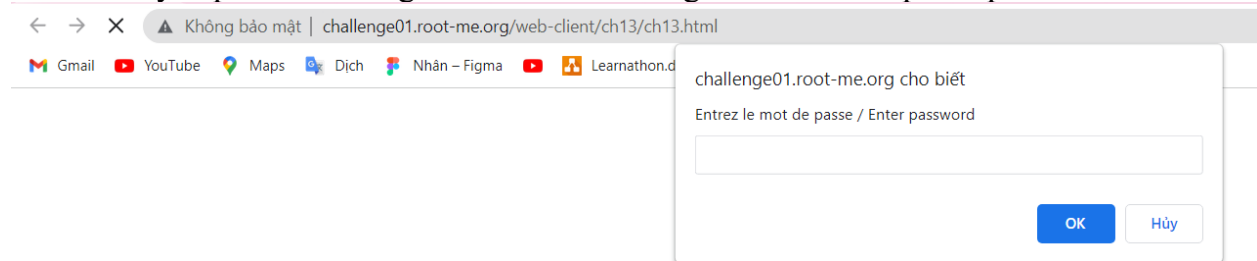 Không bảo mật | challenge01.root-me.org/web-client/ch13/ch13.html
Gmail YouTube Maps Dịch Nhân – Figma Learnathon.d
challenge01.root-me.org cho biết
Entrez le mot de passe / Enter password
OK Hủy